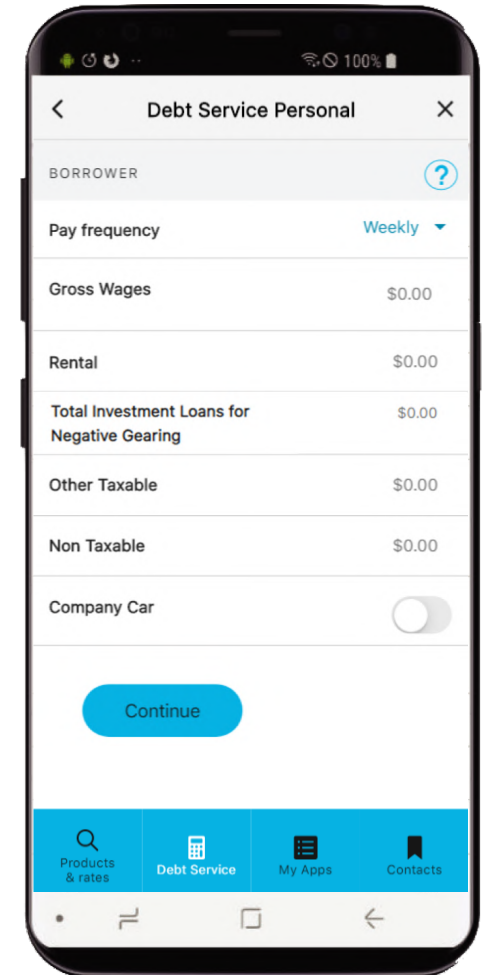 100%
Debt Service Personal
BORROWER
?
Pay frequency Weekly
Gross Wages $0.00
Rental $0.00
Total Investment Loans for $0.00
Negative Gearing
Other Taxable $0.00
Non Taxable $0.00
Company Car
Continue
Products
& rates
Debt Service
My Apps
Contacts